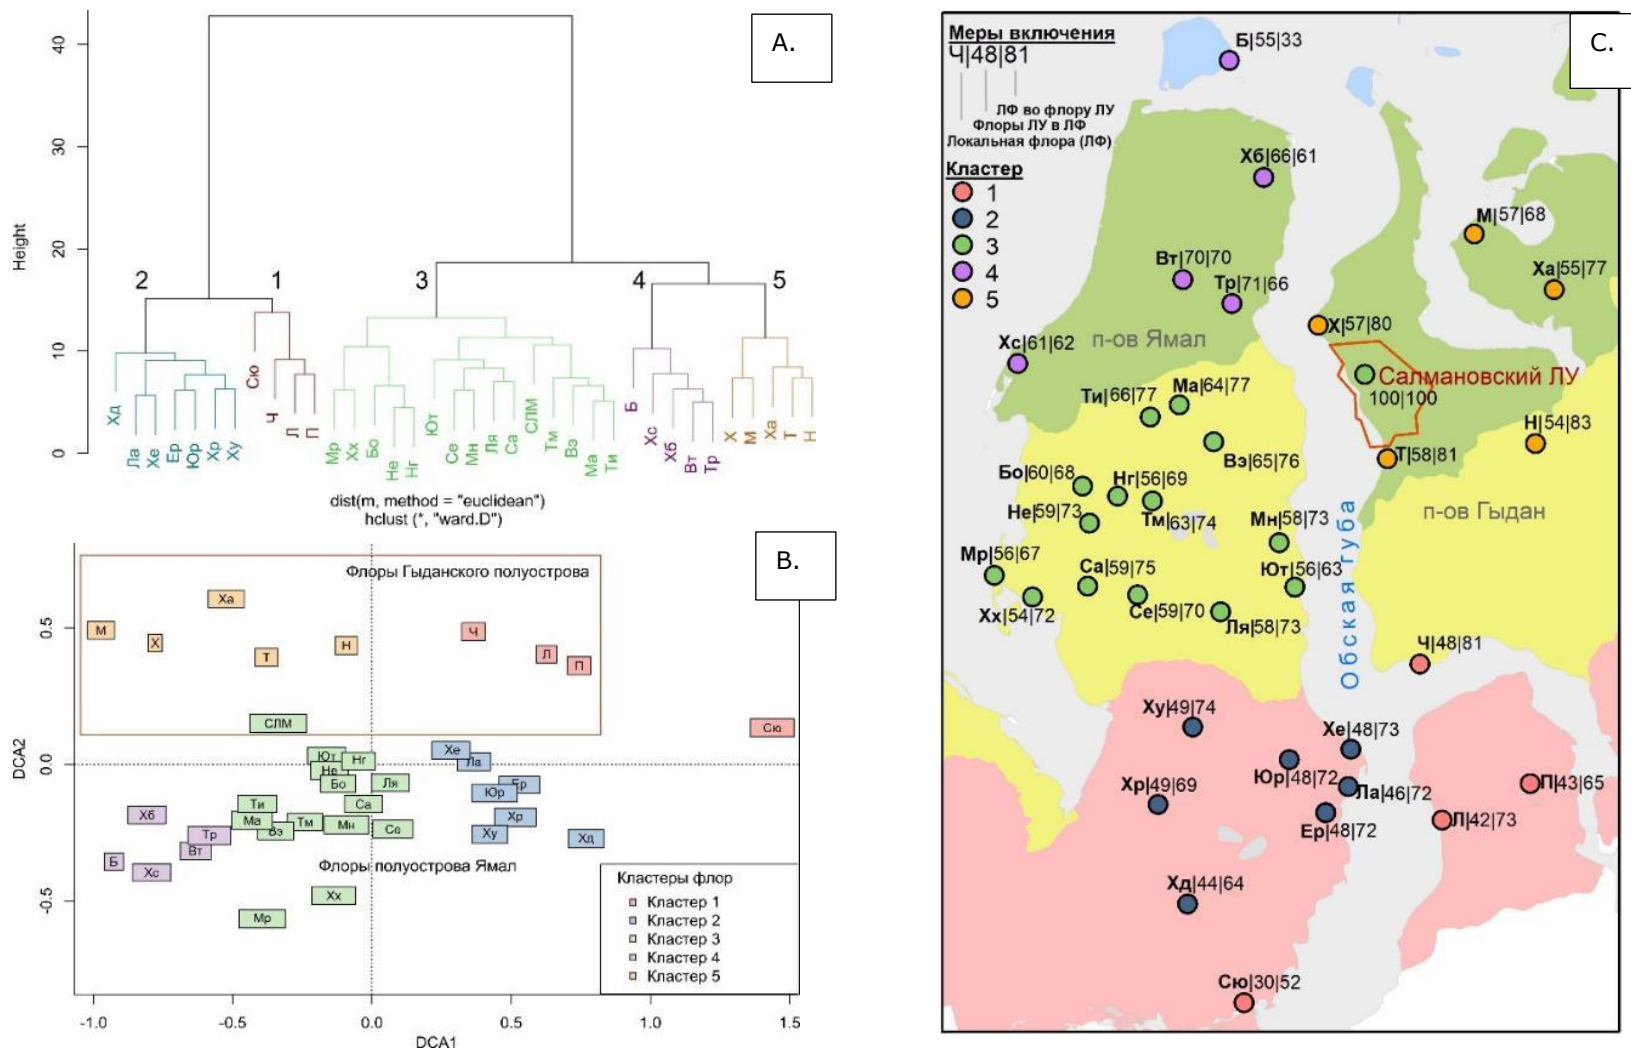 A.
Height
40
30
20
10
0
2
1
3
4
5
Хд
Ла
Хе
Ер
Юр
Хр
Ху
Сю
Ч
Л
П
Мр
Хх
Бо
Не
Нг
Ют
Се
Мн
Ля
Са
СЛМ
Тм
Вэ
Ма
Ти
Б
Хс
Хб
Вт
Тр
Х
М
Ха
Т
Н
dist(m, method = "euclidean")
hclust (*, "ward.D")
B.
Флоры Гыданского полуострова
DCA2
0.5
0.0
-0.5
Ха
М
Х
Т
Н
Ч
Л
П
СЛМ
Сю
Ют
Нг
Не
Бо
Ля
Хе
Ла
Ер
Юр
Хб
Ти
Са
Ма
Вэ
Тм
Мн
Се
Хр
Ху
Хд
Тр
Вт
Б
Хс
Флоры полуострова Ямал
Хх
Мр
Кластеры флор
Кластер 1
Кластер 2
Кластер 3
Кластер 4
Кластер 5
-1.0
-0.5
0.0
0.5
1.0
1.5
DCA1
C.
Меры включения
Ч|48|81
ЛФ во флору ЛУ
Флоры ЛУ в ЛФ
Локальная флора (ЛФ)
Кластер
1
2
3
4
5
Б|55|33
Хб|66|61
М|57|68
Вт|70|70
Тр|71|66
Ха|55|77
Х|57|80
п-ов Ямал
Хс|61|62
Салмановский ЛУ
100|100
Ма|64|77
Ти|66|77
Н|54|83
Вэ|65|76
Т|58|81
Бо|60|68
Нг|56|69
Не|59|73
Тм|63|74
Мн|58|73
п-ов Гыдан
Мр|56|67
Са|59|75
Ют|56|63
Хх|54|72
Се|59|70
Ля|58|73
Обская губа
Ч|48|81
Ху|49|74
Хе|48|73
Юр|48|72
Хр|49|69
Ла|46|72
П|43|65
Ер|48|72
Л|42|73
Хд|44|64
Сю|30|52